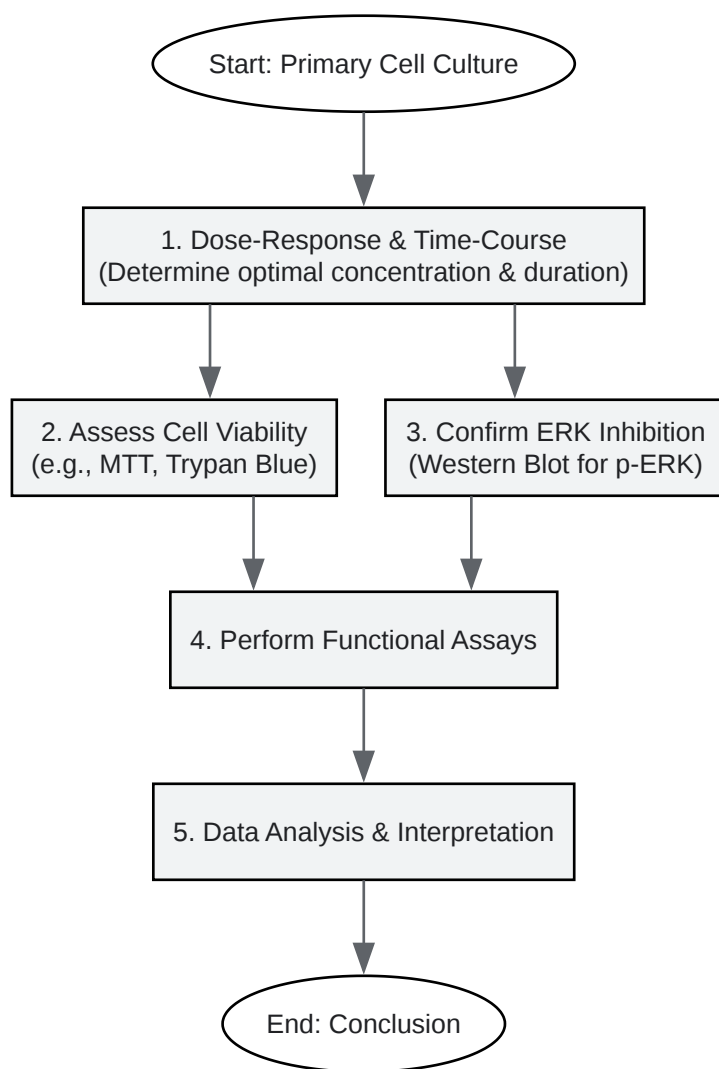 Start: Primary Cell Culture
1. Dose-Response & Time-Course
(Determine optimal concentration & duration)
2. Assess Cell Viability
(e.g., MTT, Trypan Blue)
3. Confirm ERK Inhibition
(Western Blot for p-ERK)
4. Perform Functional Assays
5. Data Analysis & Interpretation
End: Conclusion